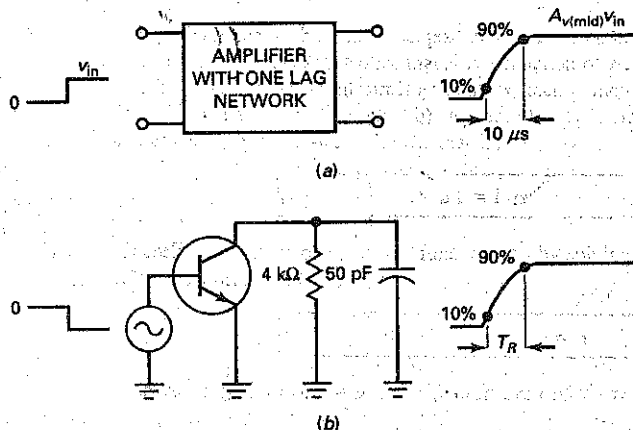 v_in
0
AMPLIFIER
WITH ONE LAG
NETWORK
A_v(mid)v_in
90%
10%
10 μs
(a)
0
4 kΩ
50 pF
90%
10%
T_R
(b)